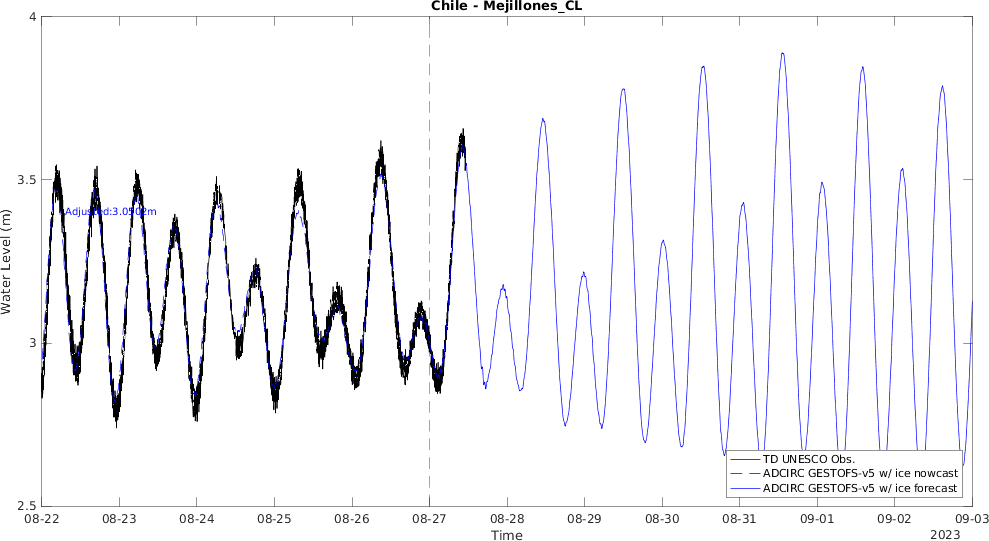 Chile - Mejillones_CL
4
3.5
3
2.5
Water Level (m)
Adjusted:3.0502m
TD UNESCO Obs.
ADCIRC GESTOFS-v5 w/ ice nowcast
ADCIRC GESTOFS-v5 w/ ice forecast
08-22 08-23 08-24 08-25 08-26 08-27 08-28 08-29 08-30 08-31 09-01 09-02 09-03
Time
2023